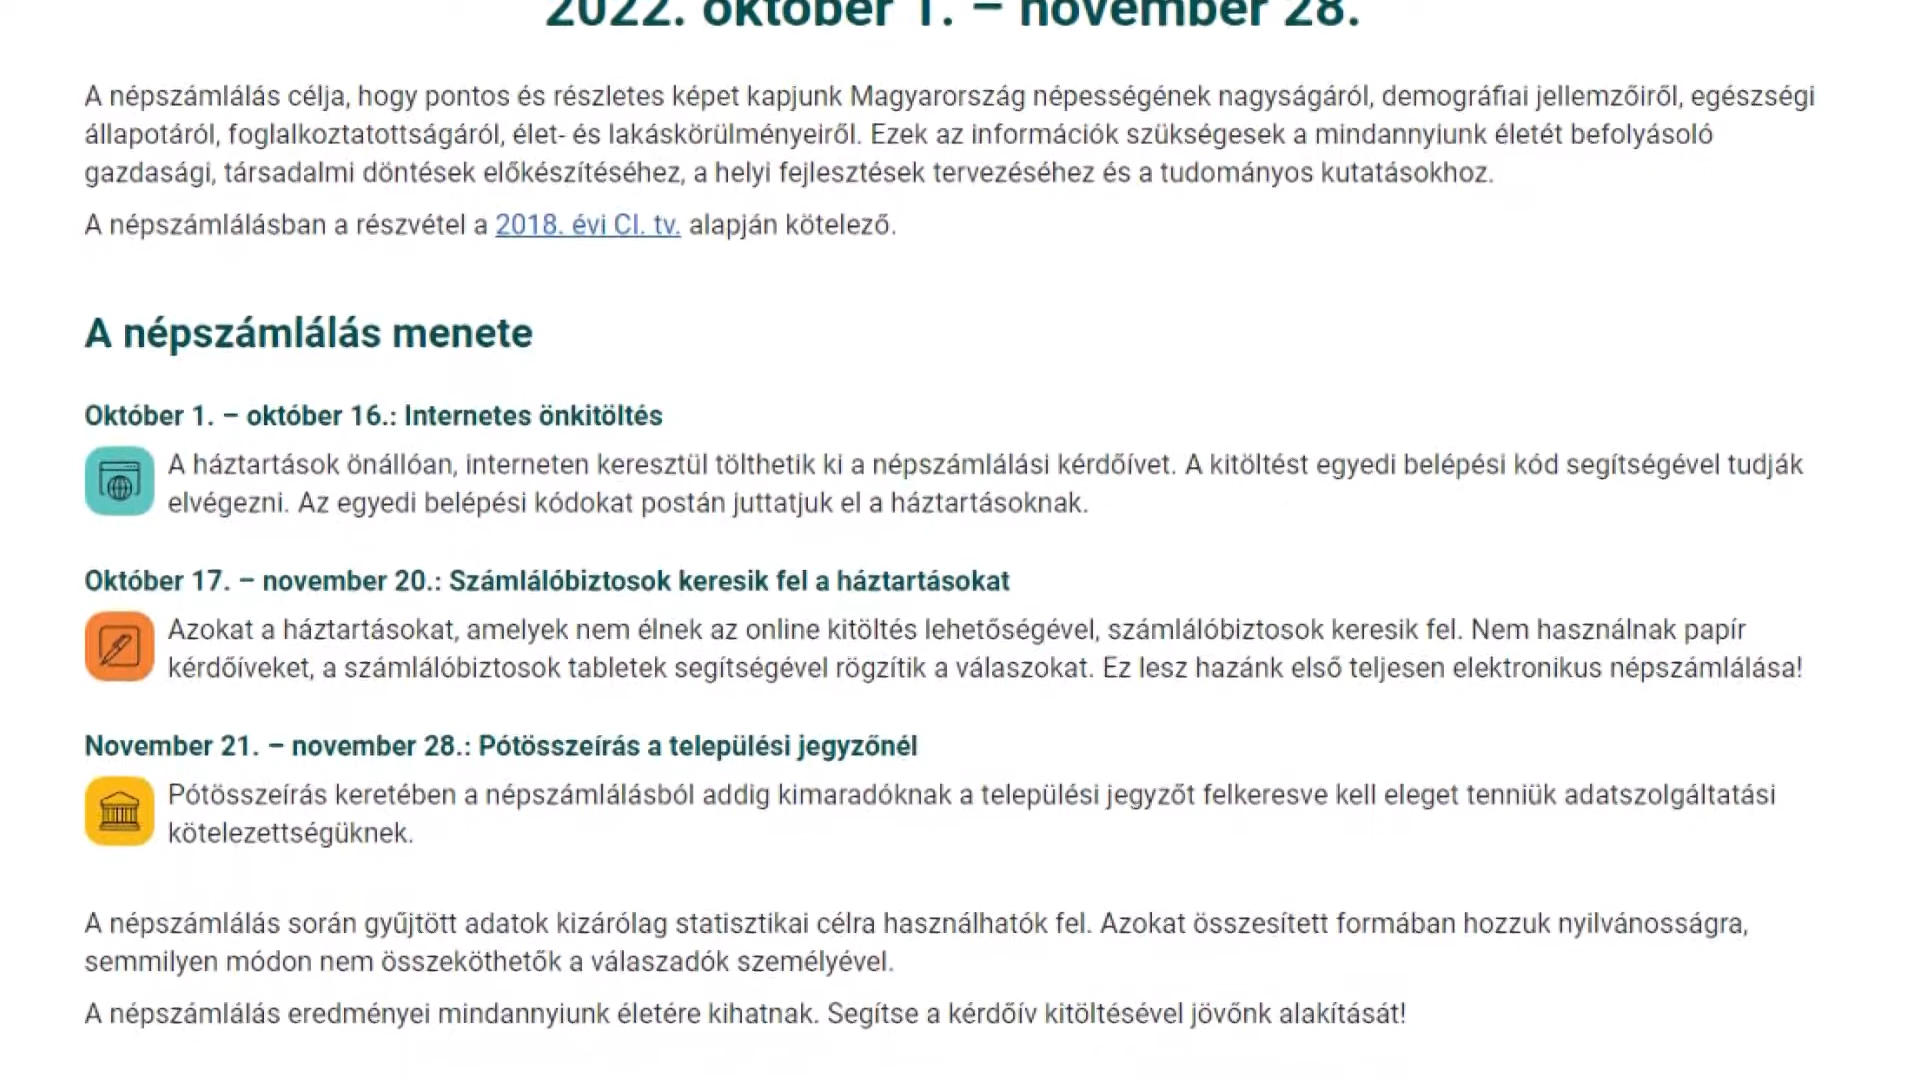 2022. október 1. – november 28.
A népszámlálás célja, hogy pontos és részletes képet kapjunk Magyarország népességének nagyságáról, demográfiai jellemzőiről, egészségi
állapotáról, foglalkoztatottságáról, élet- és lakáskörülményeiről. Ezek az információk szükségesek a mindannyiunk életét befolyásoló
gazdasági, társadalmi döntések előkészítéséhez, a helyi fejlesztések tervezéséhez és a tudományos kutatásokhoz.
A népszámlálásban a részvétel a 2018. évi CI. tv. alapján kötelező.
A népszámlálás menete
Október 1. – október 16.: Internetes önkitöltés
A háztartások önállóan, interneten keresztül tölthetik ki a népszámlálási kérdőívet. A kitöltést egyedi belépési kód segítségével tudják
elvégezni. Az egyedi belépési kódokat postán juttatjuk el a háztartásoknak.
Október 17. – november 20.: Számlálóbiztosok keresik fel a háztartásokat
Azokat a háztartásokat, amelyek nem élnek az online kitöltés lehetőségével, számlálóbiztosok keresik fel. Nem használnak papír
kérdőíveket, a számlálóbiztosok tabletek segítségével rögzítik a válaszokat. Ez lesz hazánk első teljesen elektronikus népszámlálása!
November 21. – november 28.: Pótösszeírás a települési jegyzőnél
Pótösszeírás keretében a népszámlálásból addig kimaradóknak a települési jegyzőt felkeresve kell eleget tenniük adatszolgáltatási
kötelezettségüknek.
A népszámlálás során gyűjtött adatok kizárólag statisztikai célra használhatók fel. Azokat összesített formában hozzuk nyilvánosságra,
semmilyen módon nem összeköthetők a válaszadók személyével.
A népszámlálás eredményei mindannyiunk életére kihatnak. Segítse a kérdőív kitöltésével jövőnk alakítását!